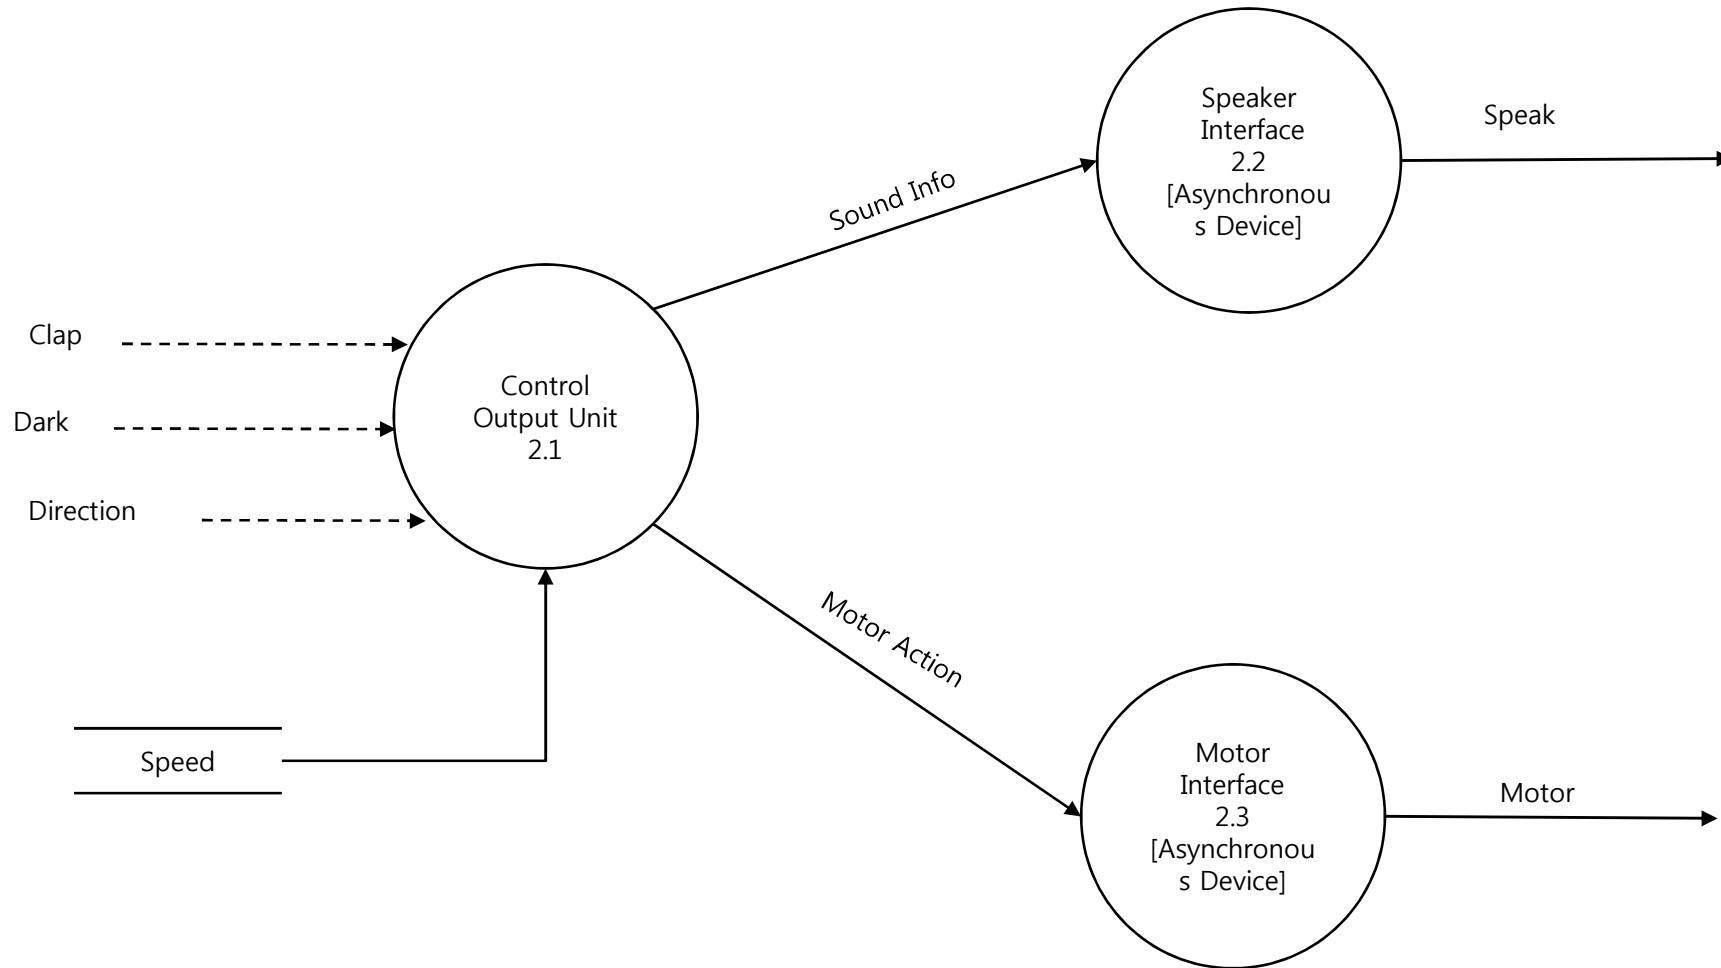 Speaker
Interface
2.2
[Asynchronou
s Device]
Speak
Sound Info
Clap
Dark
Direction
Control
Output Unit
2.1
Motor Action
Speed
Motor
Interface
2.3
[Asynchronou
s Device]
Motor